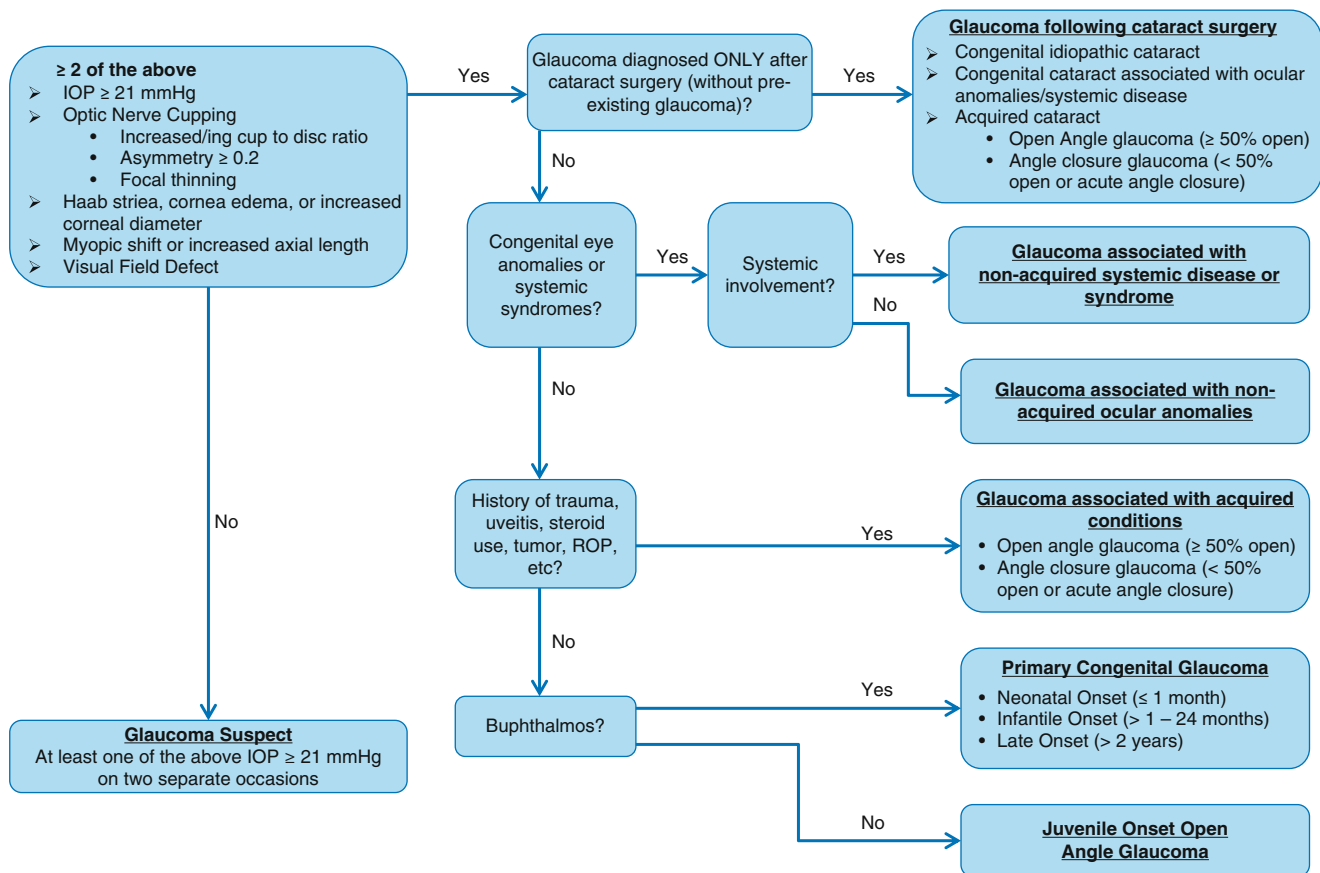 ≥ 2 of the above
➢ IOP ≥ 21 mmHg
➢ Optic Nerve Cupping
• Increased/ing cup to disc ratio
• Asymmetry ≥ 0.2
• Focal thinning
➢ Haab striea, cornea edema, or increased
corneal diameter
➢ Myopic shift or increased axial length
➢ Visual Field Defect
Yes
Glaucoma diagnosed ONLY after
cataract surgery (without pre-
existing glaucoma)?
Yes
Glaucoma following cataract surgery
➢ Congenital idiopathic cataract
➢ Congenital cataract associated with ocular
anomalies/systemic disease
➢ Acquired cataract
• Open Angle glaucoma (≥ 50% open)
• Angle closure glaucoma (< 50%
open or acute angle closure)
No
Congenital eye
anomalies or
systemic
syndromes?
Yes
Systemic
involvement?
Yes
Glaucoma associated with
non-acquired systemic disease or
syndrome
No
Glaucoma associated with non-
acquired ocular anomalies
No
History of trauma,
uveitis, steroid
use, tumor, ROP,
etc?
Yes
Glaucoma associated with acquired
conditions
• Open angle glaucoma (≥ 50% open)
• Angle closure glaucoma (< 50%
open or acute angle closure)
No
No
Buphthalmos?
Yes
Primary Congenital Glaucoma
• Neonatal Onset (≤ 1 month)
• Infantile Onset (> 1 – 24 months)
• Late Onset (> 2 years)
No
Juvenile Onset Open
Angle Glaucoma
Glaucoma Suspect
At least one of the above IOP ≥ 21 mmHg
on two separate occasions